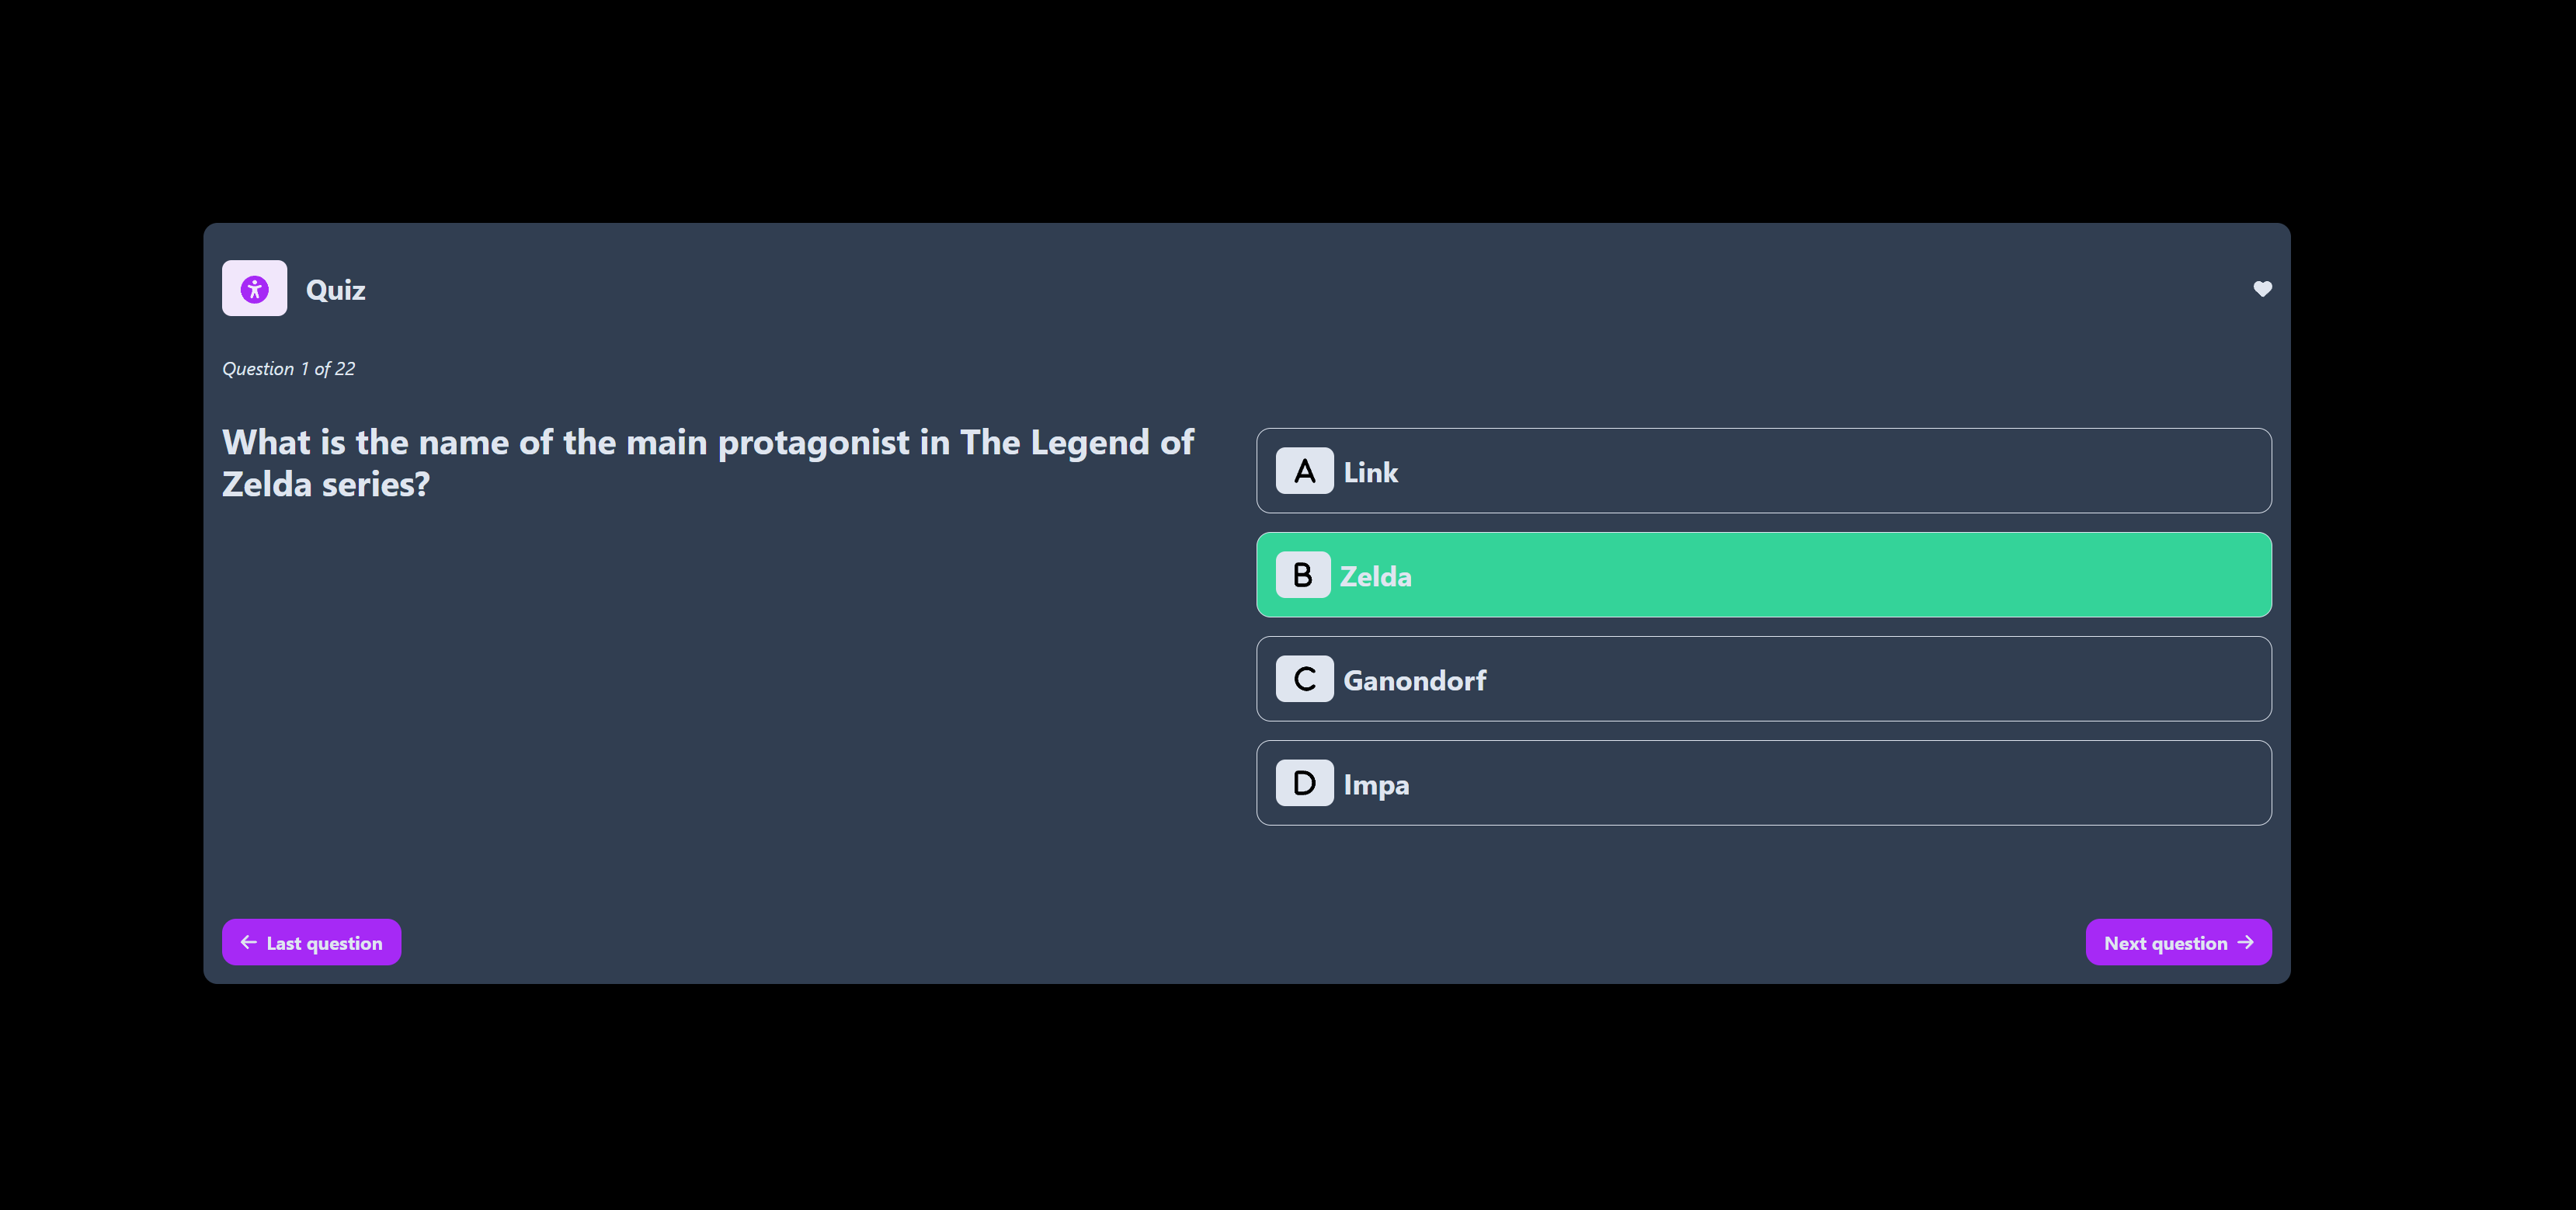 Quiz
Question 1 of 22
What is the name of the main protagonist in The Legend of
Zelda series?
A Link
B Zelda
C Ganondorf
D Impa
← Last question
Next question →